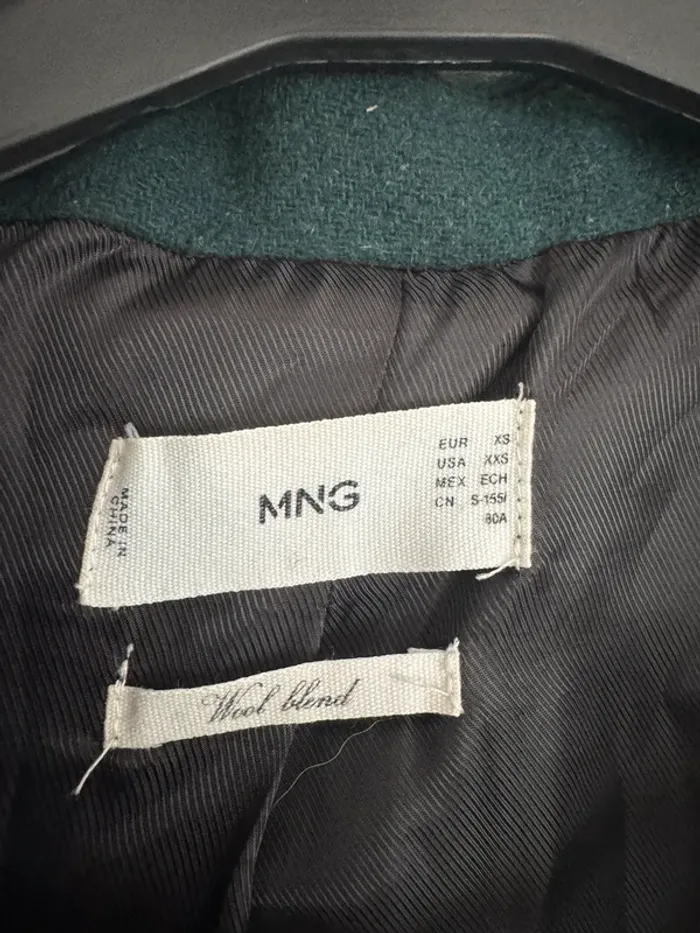 MNG
EUR XS
USA XXS
MEX ECH
CN S-155/
80A
MADE IN
CHINA
Wool blend